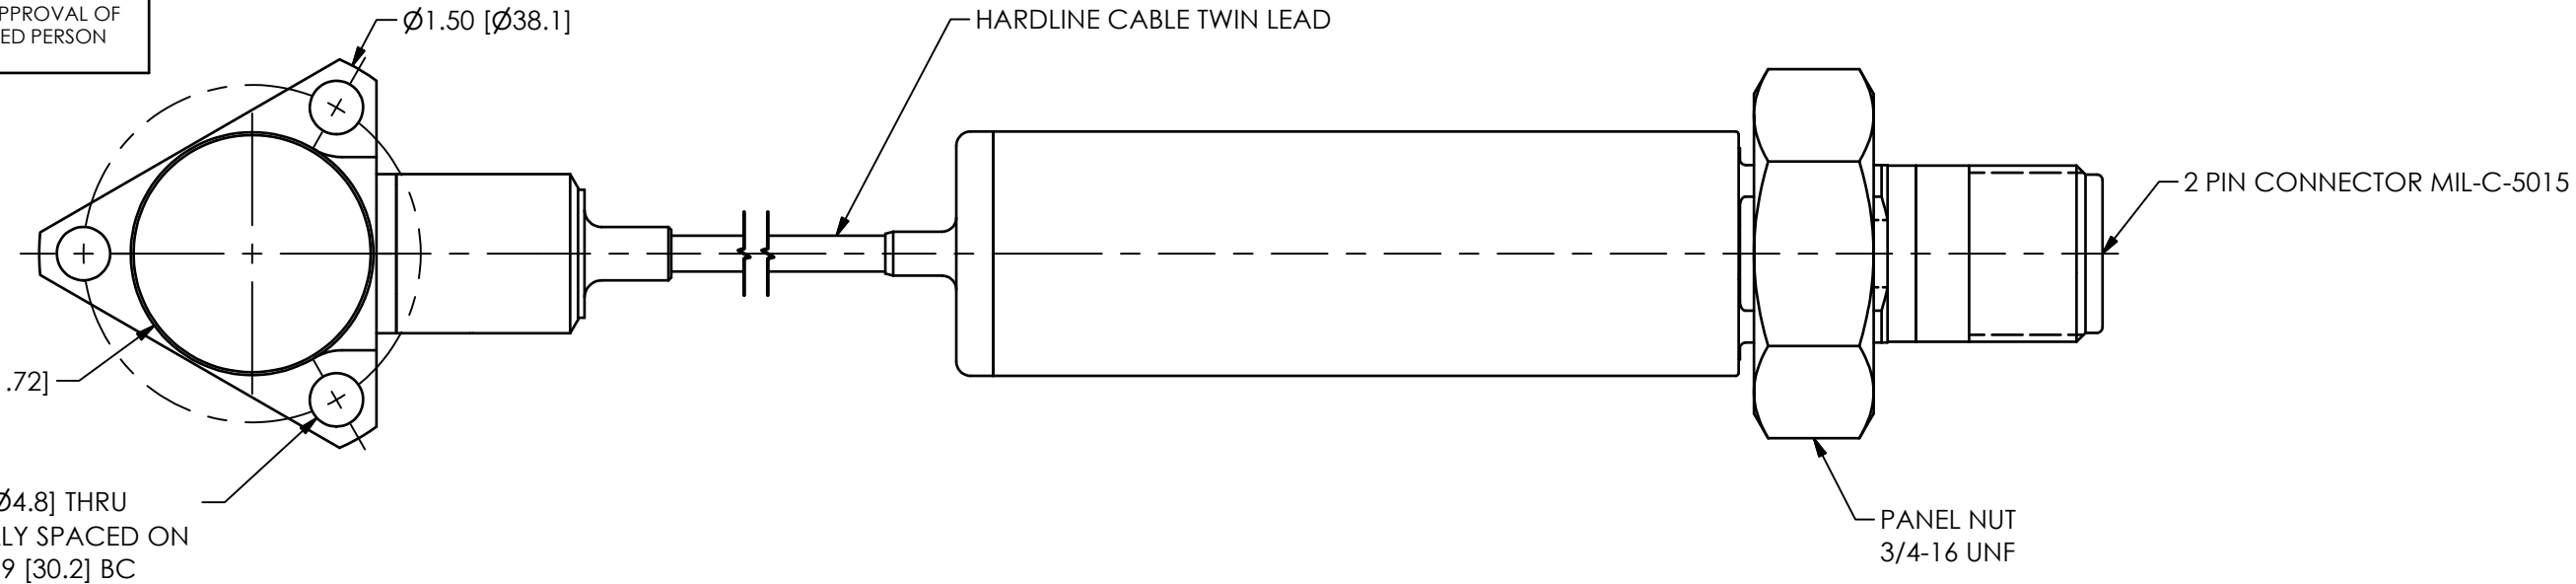 PPROVAL OF
ED PERSON
Ø1.50 [Ø38.1]
HARDLINE CABLE TWIN LEAD
2 PIN CONNECTOR MIL-C-5015
.72]
Ø4.8] THRU
LY SPACED ON
9 [30.2] BC
PANEL NUT
3/4-16 UNF